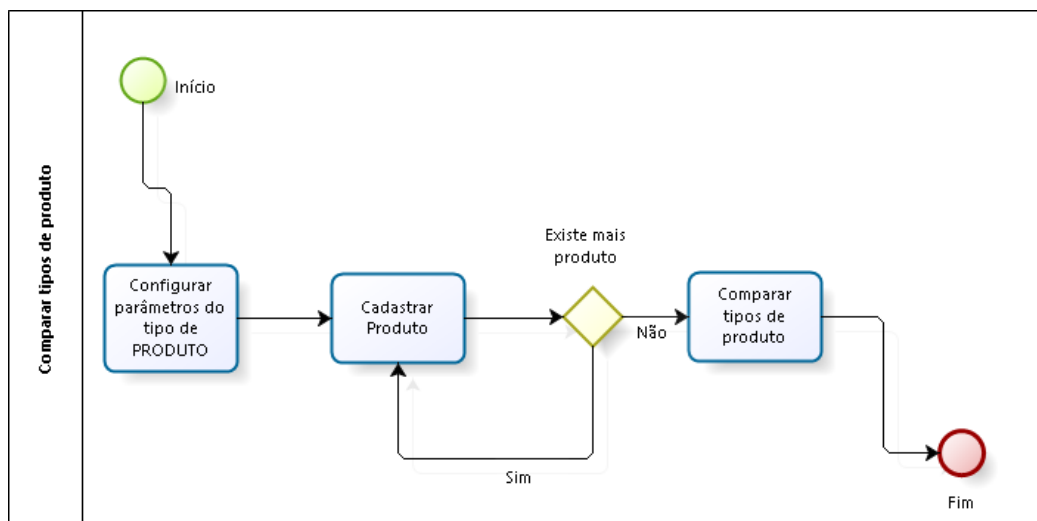 Comparar tipos de produto
Início
Configurar
parâmetros do
tipo de
PRODUTO
Cadastrar
Produto
Existe mais
produto
Não
Sim
Comparar
tipos de
produto
Fim